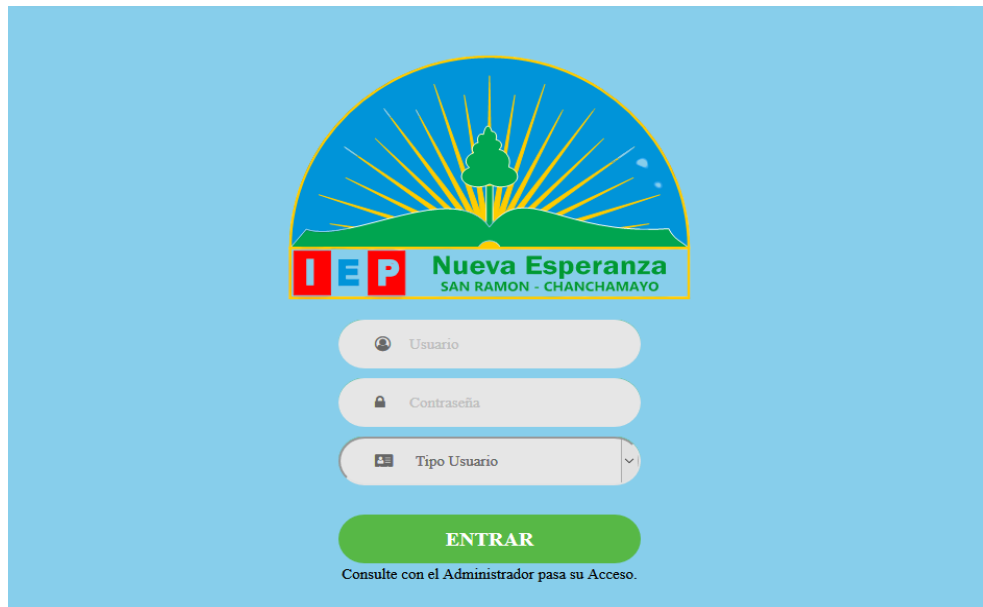 IEP Nueva Esperanza
SAN RAMON - CHANCHAMAYO
Usuario
Contraseña
Tipo Usuario
ENTRAR
Consulte con el Administrador pasa su Acceso.